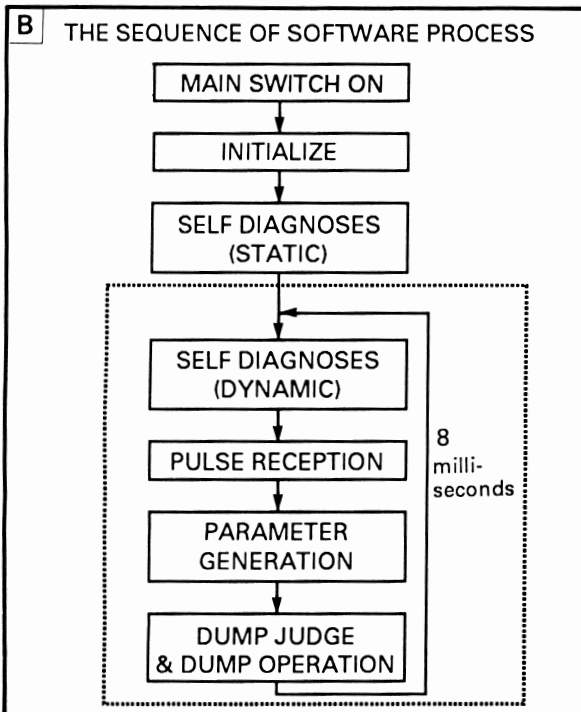 B
THE SEQUENCE OF SOFTWARE PROCESS
MAIN SWITCH ON
INITIALIZE
SELF DIAGNOSES
(STATIC)
SELF DIAGNOSES
(DYNAMIC)
PULSE RECEPTION
PARAMETER
GENERATION
DUMP JUDGE
& DUMP OPERATION
8
milli-
seconds